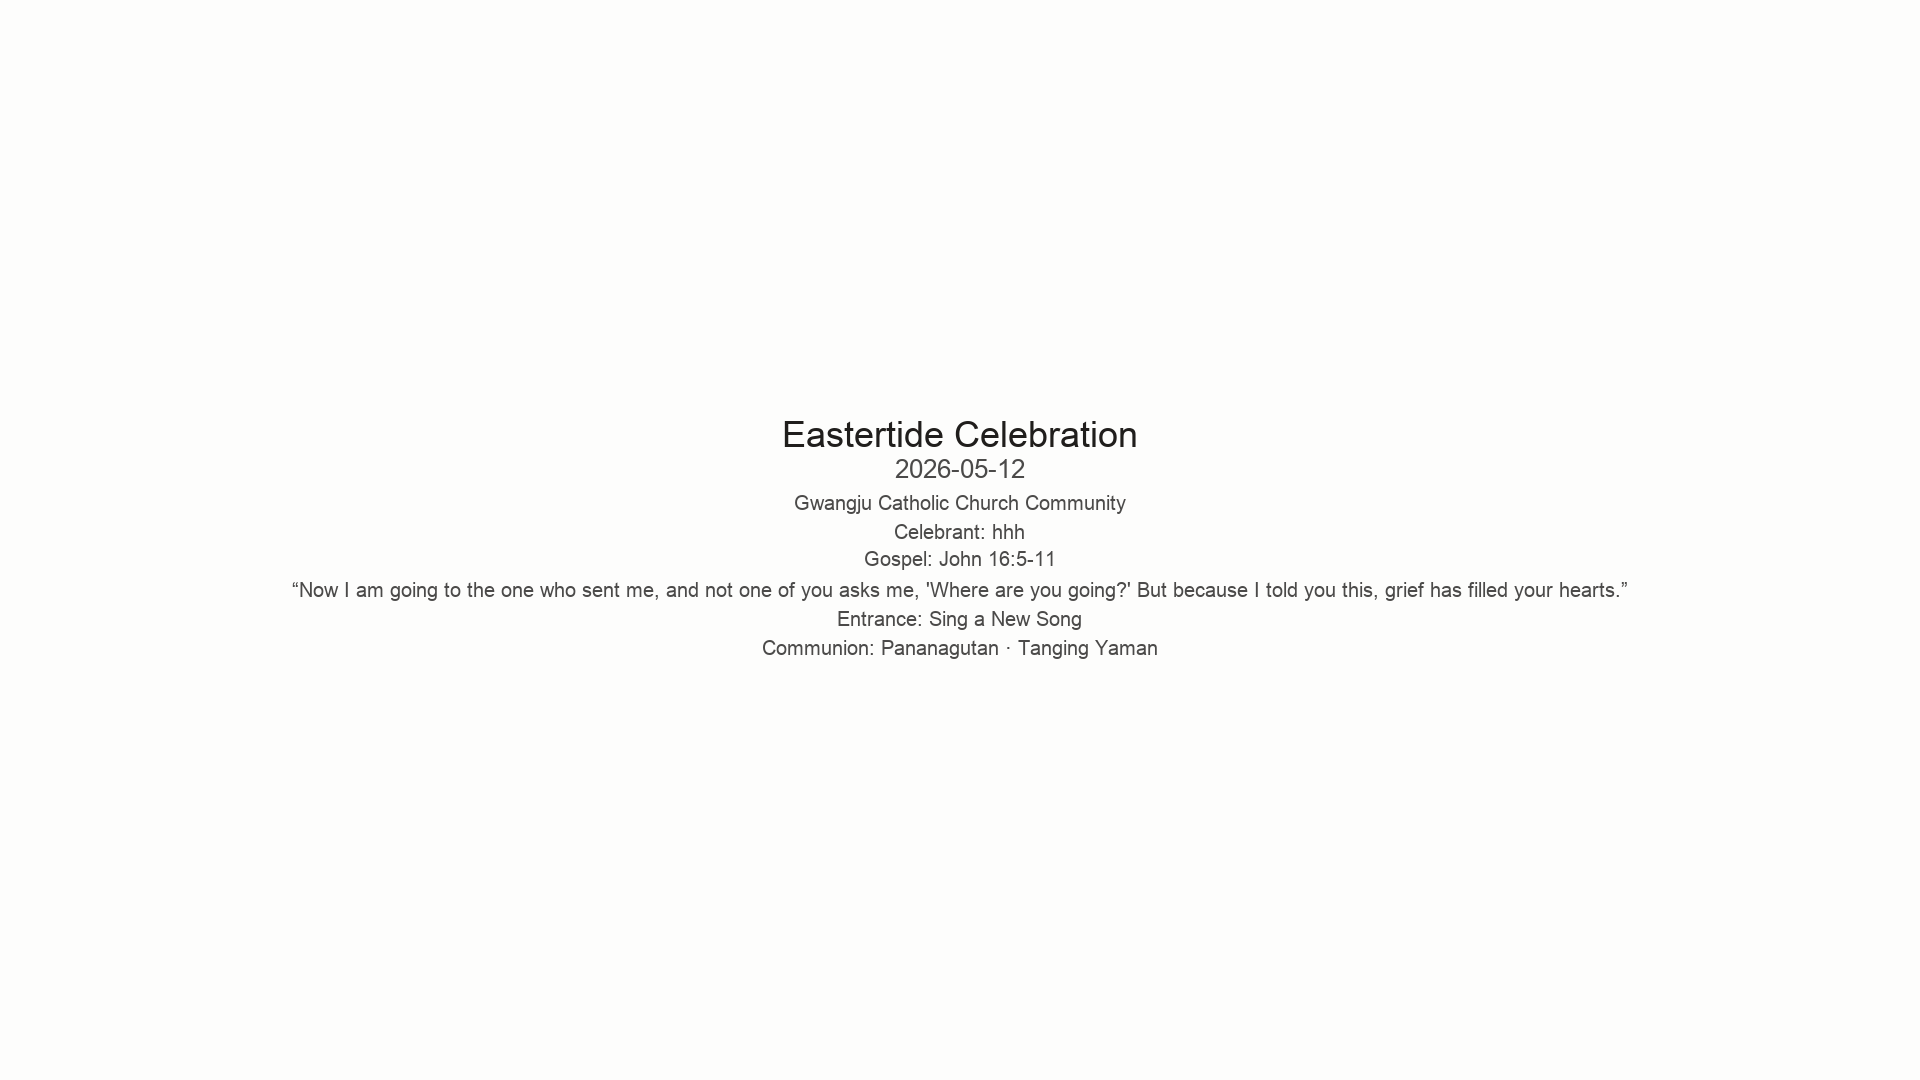 Eastertide Celebration
2026-05-12
Gwangju Catholic Church Community
Celebrant: hhh
Gospel: John 16:5-11
“Now I am going to the one who sent me, and not one of you asks me, 'Where are you going?' But because I told you this, grief has filled your hearts.”
Entrance: Sing a New Song
Communion: Pananagutan · Tanging Yaman